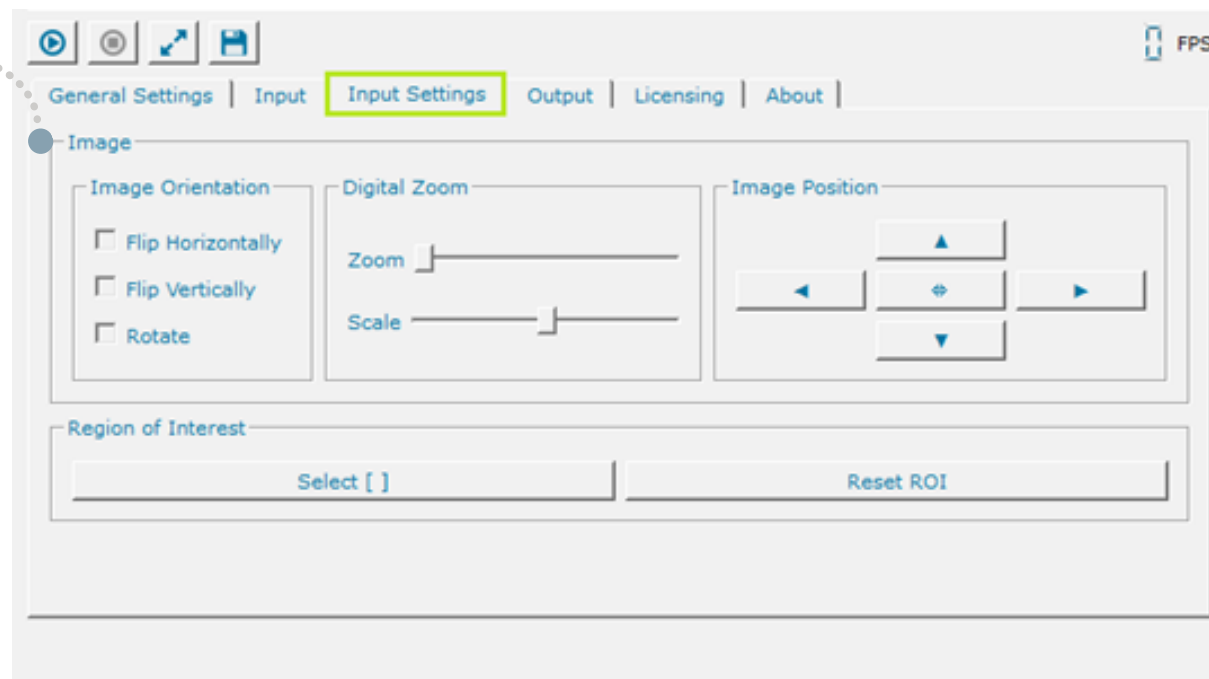 0 FPS
General Settings | Input Input Settings Output | Licensing | About |
Image
Image Orientation Digital Zoom Image Position
Flip Horizontally
Zoom
Flip Vertically
Scale
Rotate
Region of Interest
Select [ ] Reset ROI